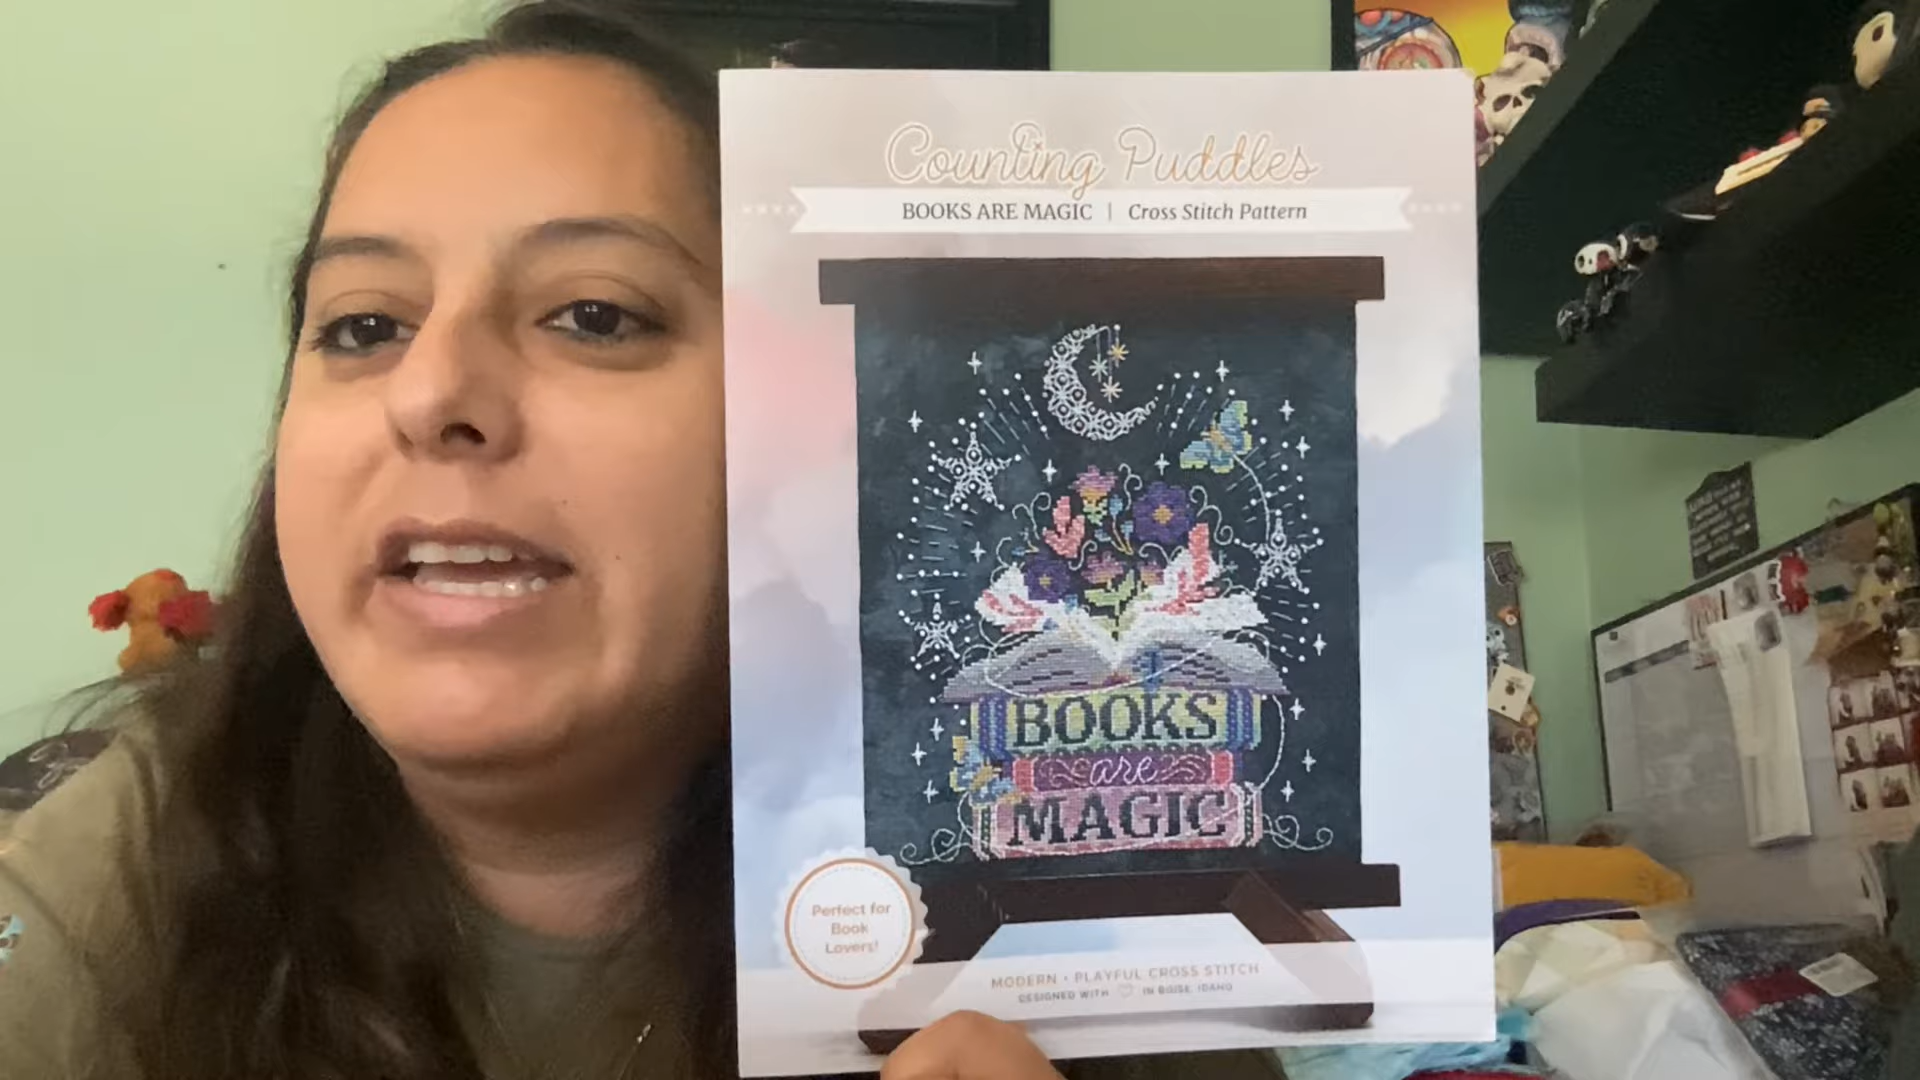 Counting Puddles
BOOKS ARE MAGIC | Cross Stitch Pattern
BOOKS
are
MAGIC
Perfect for
Book
Lovers!
MODERN • PLAYFUL CROSS STITCH
DESIGNED WITH ♡ IN BOISE, IDAHO